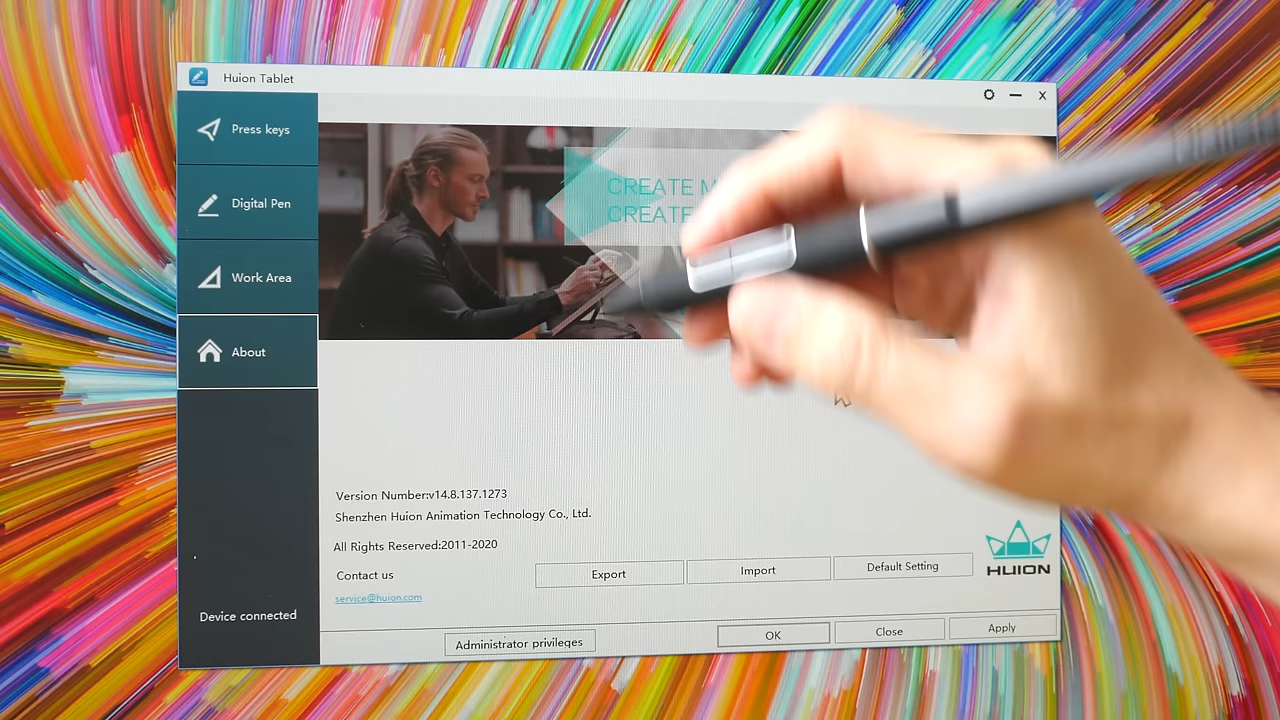 Huion Tablet
X
Press keys
Digital Pen
Work Area
About
CREATE
CREATE
Version Number:v14.8.137.1273
Shenzhen Huion Animation Technology Co., Ltd.
All Rights Reserved:2011-2020
Contact us
service@huion.com
Export
Import
Default Setting
HUION
Device connected
Administrator privileges
OK
Close
Apply